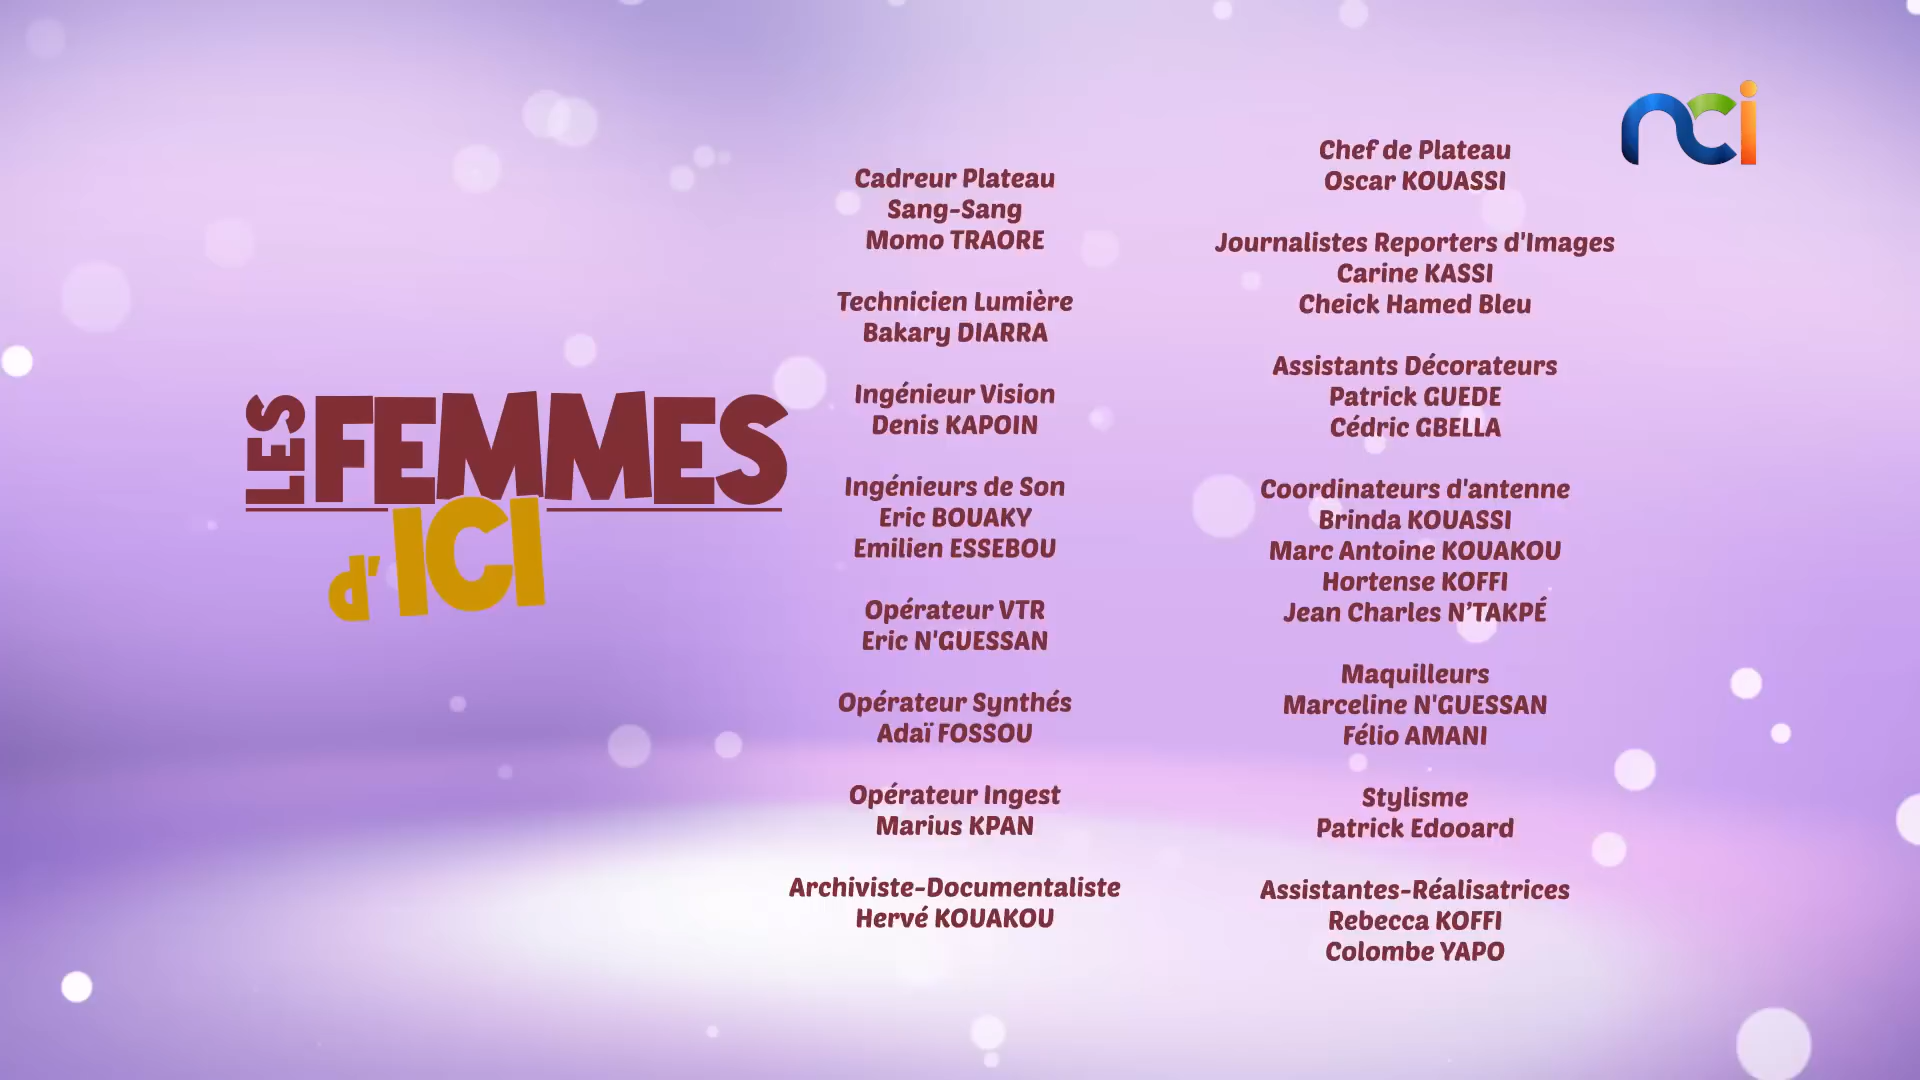 LES FEMMES
d'ICI
Cadreur Plateau
Sang-Sang
Momo TRAORE
Technicien Lumière
Bakary DIARRA
Ingénieur Vision
Denis KAPOIN
Ingénieurs de Son
Eric BOUAKY
Emilien ESSEBOU
Opérateur VTR
Eric N'GUESSAN
Opérateur Synthés
Adaï FOSSOU
Opérateur Ingest
Marius KPAN
Archiviste-Documentaliste
Hervé KOUAKOU
nci
Chef de Plateau
Oscar KOUASSI
Journalistes Reporters d'Images
Carine KASSI
Cheick Hamed Bleu
Assistants Décorateurs
Patrick GUEDE
Cédric GBELLA
Coordinateurs d'antenne
Brinda KOUASSI
Marc Antoine KOUAKOU
Hortense KOFFI
Jean Charles N’TAKPÉ
Maquilleurs
Marceline N'GUESSAN
Félio AMANI
Stylisme
Patrick Edooard
Assistantes-Réalisatrices
Rebecca KOFFI
Colombe YAPO